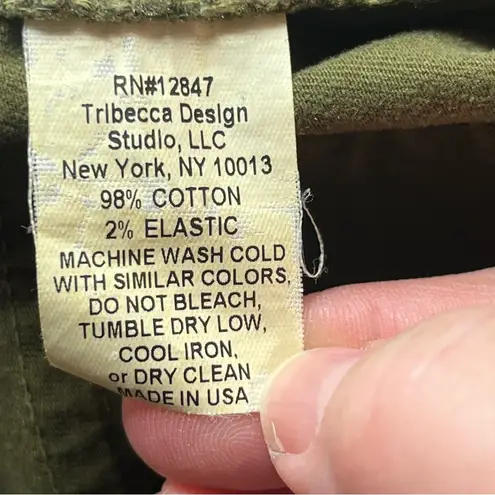 RN#12847
Tribecca Design
Studio, LLC
New York, NY 10013
98% COTTON
2% ELASTIC
MACHINE WASH COLD
WITH SIMILAR COLORS,
DO NOT BLEACH,
TUMBLE DRY LOW,
COOL IRON,
or DRY CLEAN
MADE IN USA